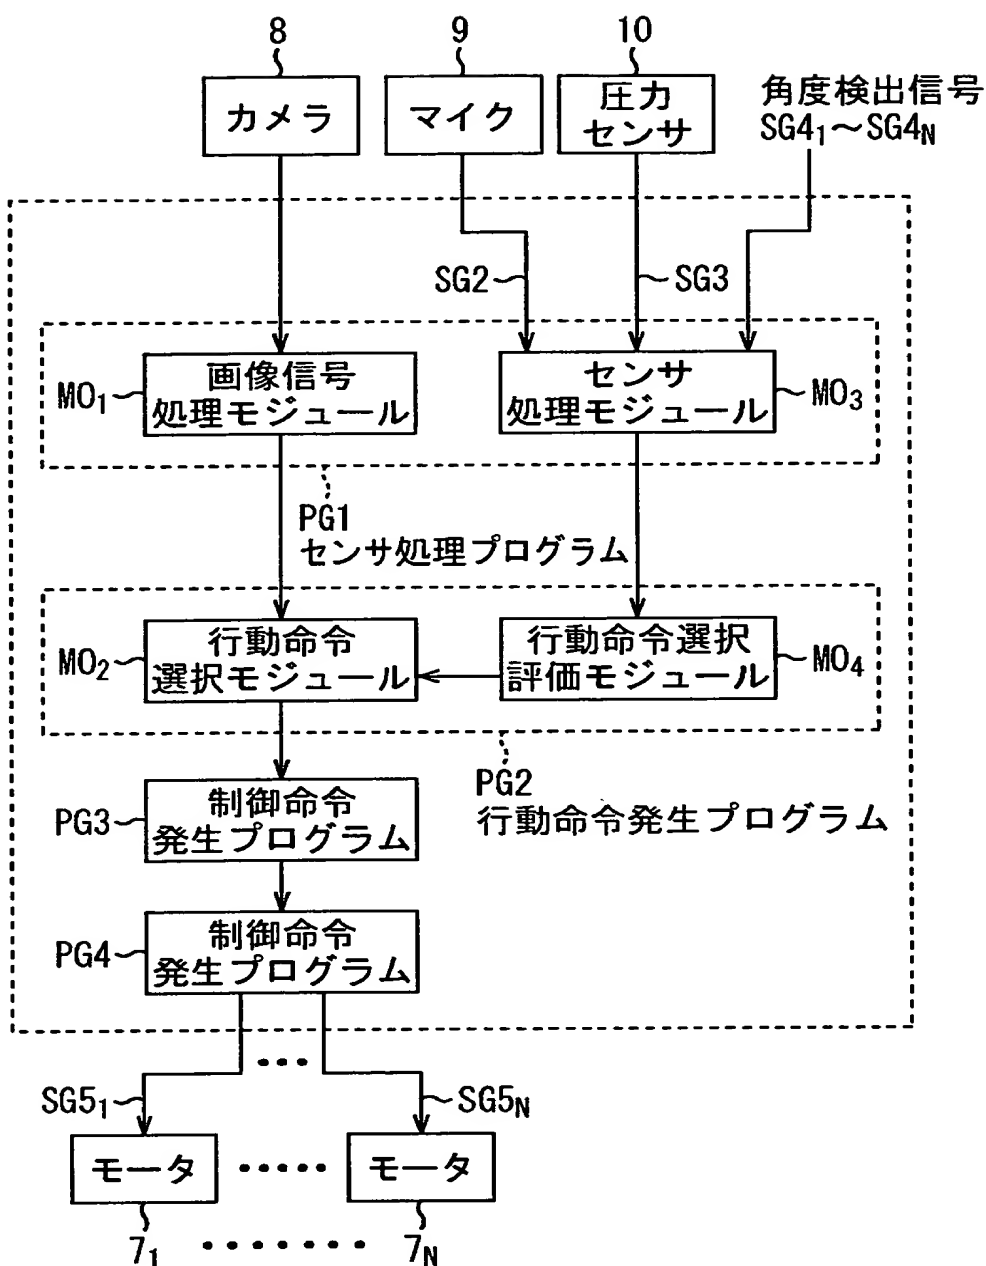 8
9
10
カメラ
マイク
圧力
センサ
角度検出信号
SG4₁～SG4N
SG2
SG3
MO₁
画像信号
処理モジュール
センサ
処理モジュール
MO₃
PG1
センサ処理プログラム
MO₂
行動命令
選択モジュール
行動命令選択
評価モジュール
MO₄
PG2
行動命令発生プログラム
PG3
制御命令
発生プログラム
PG4
制御命令
発生プログラム
SG5₁
SG5N
モータ
モータ
7₁
7N